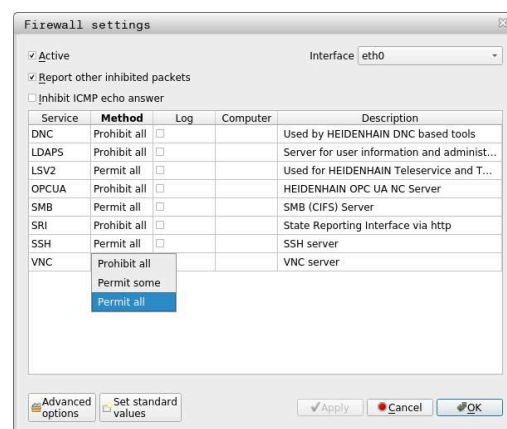 Firewall settings
Active
Interface eth0
Report other inhibited packets
Inhibit ICMP echo answer
Service Method Log Computer Description
DNC Prohibit all Used by HEIDENHAIN DNC based tools
LDAPS Prohibit all Server for user information and administ...
LSV2 Permit all Used for HEIDENHAIN Teleservice and T...
OPCUA Prohibit all HEIDENHAIN OPC UA NC Server
SMB Permit all SMB (CIFS) Server
SRI Prohibit all State Reporting Interface via http
SSH Permit all SSH server
VNC VNC server
Prohibit all
Permit some
Permit all
Advanced options
Set standard values
Apply
Cancel
OK